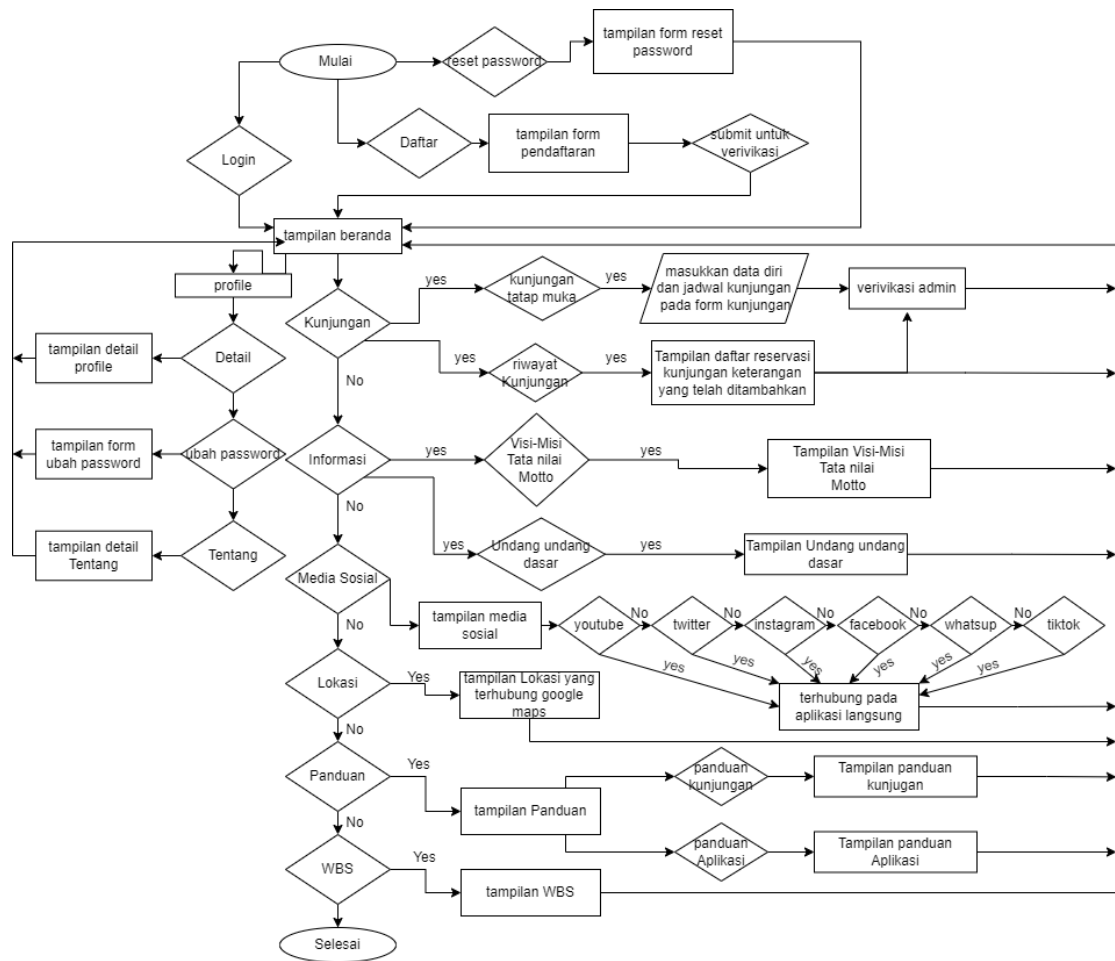 tampilan form reset
password
Mulai
reset password
Daftar
tampilan form
pendaftaran
submit untuk
verivikasi
Login
tampilan beranda
profile
yes
kunjungan
tatap muka
yes
masukkan data diri
dan jadwal kunjungan
pada form kunjungan
verivikasi admin
Kunjungan
tampilan detail
profile
Detail
yes
riwayat
Kunjungan
yes
Tampilan daftar reservasi
kunjungan keterangan
yang telah ditambahkan
No
tampilan form
ubah password
ubah password
Informasi
yes
Visi-Misi
Tata nilai
Motto
yes
Tampilan Visi-Misi
Tata nilai
Motto
No
tampilan detail
Tentang
Tentang
yes
Undang undang
dasar
yes
Tampilan Undang undang
dasar
Media Sosial
tampilan media
sosial
youtube
No
twitter
No
instagram
No
facebook
No
whatsup
No
tiktok
No
yes
yes
yes
yes
yes
yes
Lokasi
Yes
tampilan Lokasi yang
terhubung google
maps
terhubung pada
aplikasi langsung
No
Panduan
Yes
tampilan Panduan
panduan
kunjungan
Tampilan panduan
kunjugan
No
panduan
Aplikasi
Tampilan panduan
Aplikasi
WBS
Yes
tampilan WBS
Selesai